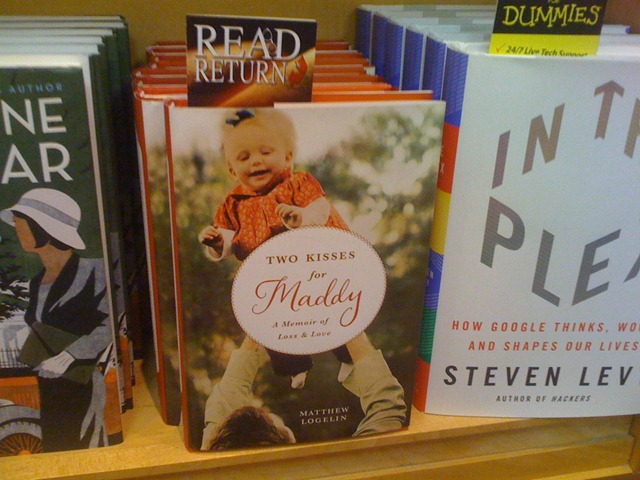 AUTHOR
NE
AR
READ
RETURN
TWO KISSES
for
Maddy
A Memoir of
Loss & Love
MATTHEW
LOGELIN
DUMMIES
24/7 Live Tech Support
IN
PLE
HOW GOOGLE THINKS, WO
AND SHAPES OUR LIVES
STEVEN LEV
AUTHOR OF HACKERS